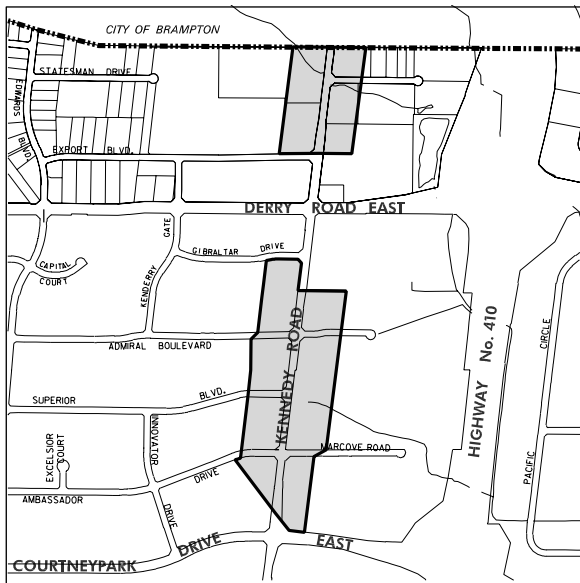 CITY OF BRAMPTON
STATESMAN DRIVE
EDWARDS
BLVD.
EXPORT BLVD.
DERRY ROAD EAST
GATE
KENDERRY
GIBRALTAR DRIVE
CAPITAL
COURT
ADMIRAL BOULEVARD
KENNEDY ROAD
HIGHWAY No. 410
CIRCLE
PACIFIC
SUPERIOR BLVD.
EXCELSIOR
COURT
INNOVATOR
DRIVE
MARCOVE ROAD
AMBASSADOR DRIVE
COURTNEYPARK DRIVE EAST